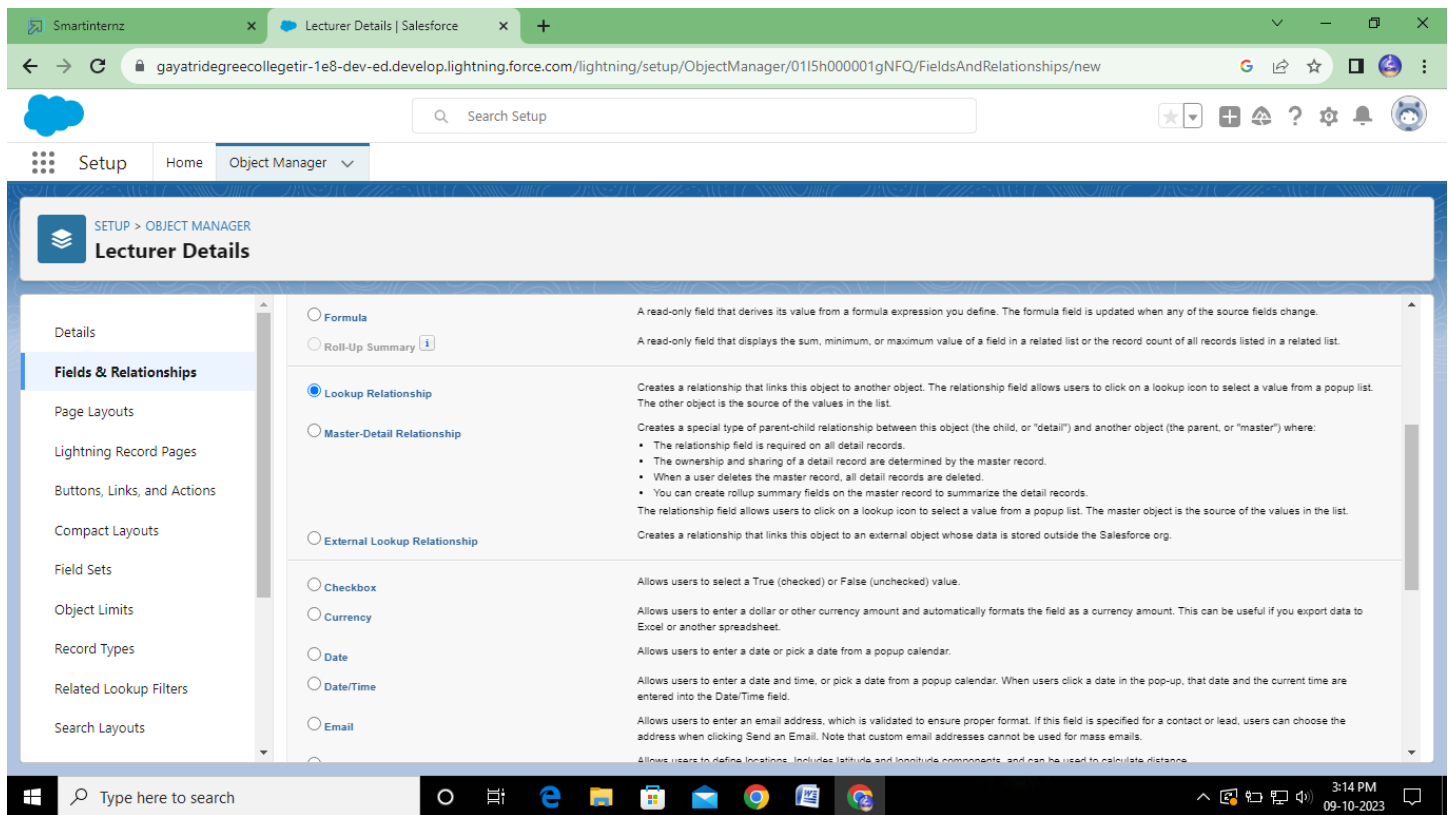 Smartinternz
Lecturer Details | Salesforce
gayatridegreecollegetir-1e8-dev-ed.develop.lightning.force.com/lightning/setup/ObjectManager/01I5h000001gNFQ/FieldsAndRelationships/new
Search Setup
Setup
Home
Object Manager
SETUP > OBJECT MANAGER
Lecturer Details
Details
Fields & Relationships
Page Layouts
Lightning Record Pages
Buttons, Links, and Actions
Compact Layouts
Field Sets
Object Limits
Record Types
Related Lookup Filters
Search Layouts
Formula
A read-only field that derives its value from a formula expression you define. The formula field is updated when any of the source fields change.
Roll-Up Summary
A read-only field that displays the sum, minimum, or maximum value of a field in a related list or the record count of all records listed in a related list.
Lookup Relationship
Creates a relationship that links this object to another object. The relationship field allows users to click on a lookup icon to select a value from a popup list.
The other object is the source of the values in the list.
Master-Detail Relationship
Creates a special type of parent-child relationship between this object (the child, or "detail") and another object (the parent, or "master") where:
• The relationship field is required on all detail records.
• The ownership and sharing of a detail record are determined by the master record.
• When a user deletes the master record, all detail records are deleted.
• You can create rollup summary fields on the master record to summarize the detail records.
The relationship field allows users to click on a lookup icon to select a value from a popup list. The master object is the source of the values in the list.
External Lookup Relationship
Creates a relationship that links this object to an external object whose data is stored outside the Salesforce org.
Checkbox
Allows users to select a True (checked) or False (unchecked) value.
Currency
Allows users to enter a dollar or other currency amount and automatically formats the field as a currency amount. This can be useful if you export data to
Excel or another spreadsheet.
Date
Allows users to enter a date or pick a date from a popup calendar.
Date/Time
Allows users to enter a date and time, or pick a date from a popup calendar. When users click a date in the pop-up, that date and the current time are
entered into the Date/Time field.
Email
Allows users to enter an email address, which is validated to ensure proper format. If this field is specified for a contact or lead, users can choose the
address when clicking Send an Email. Note that custom email addresses cannot be used for mass emails.
Allows users to define locations. Includes latitude and longitude components, and can be used to calculate distance.
Type here to search
3:14 PM
09-10-2023